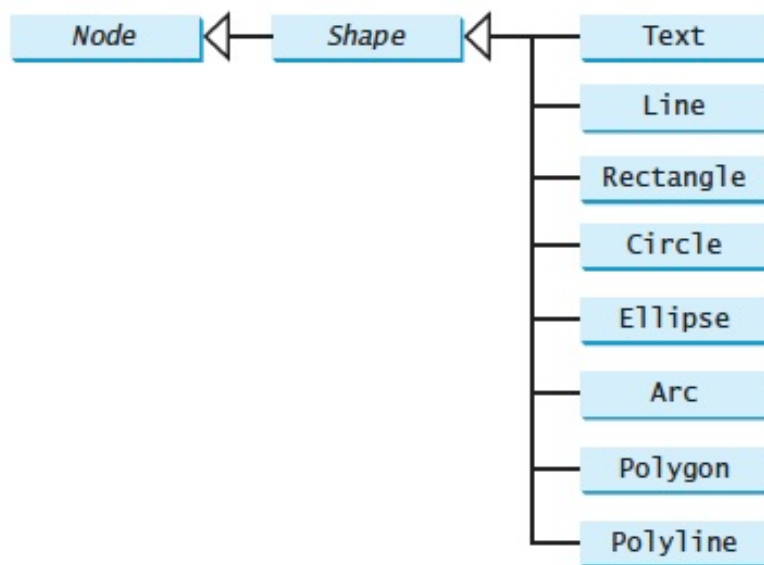 Node
Shape
Text
Line
Rectangle
Circle
Ellipse
Arc
Polygon
Polyline